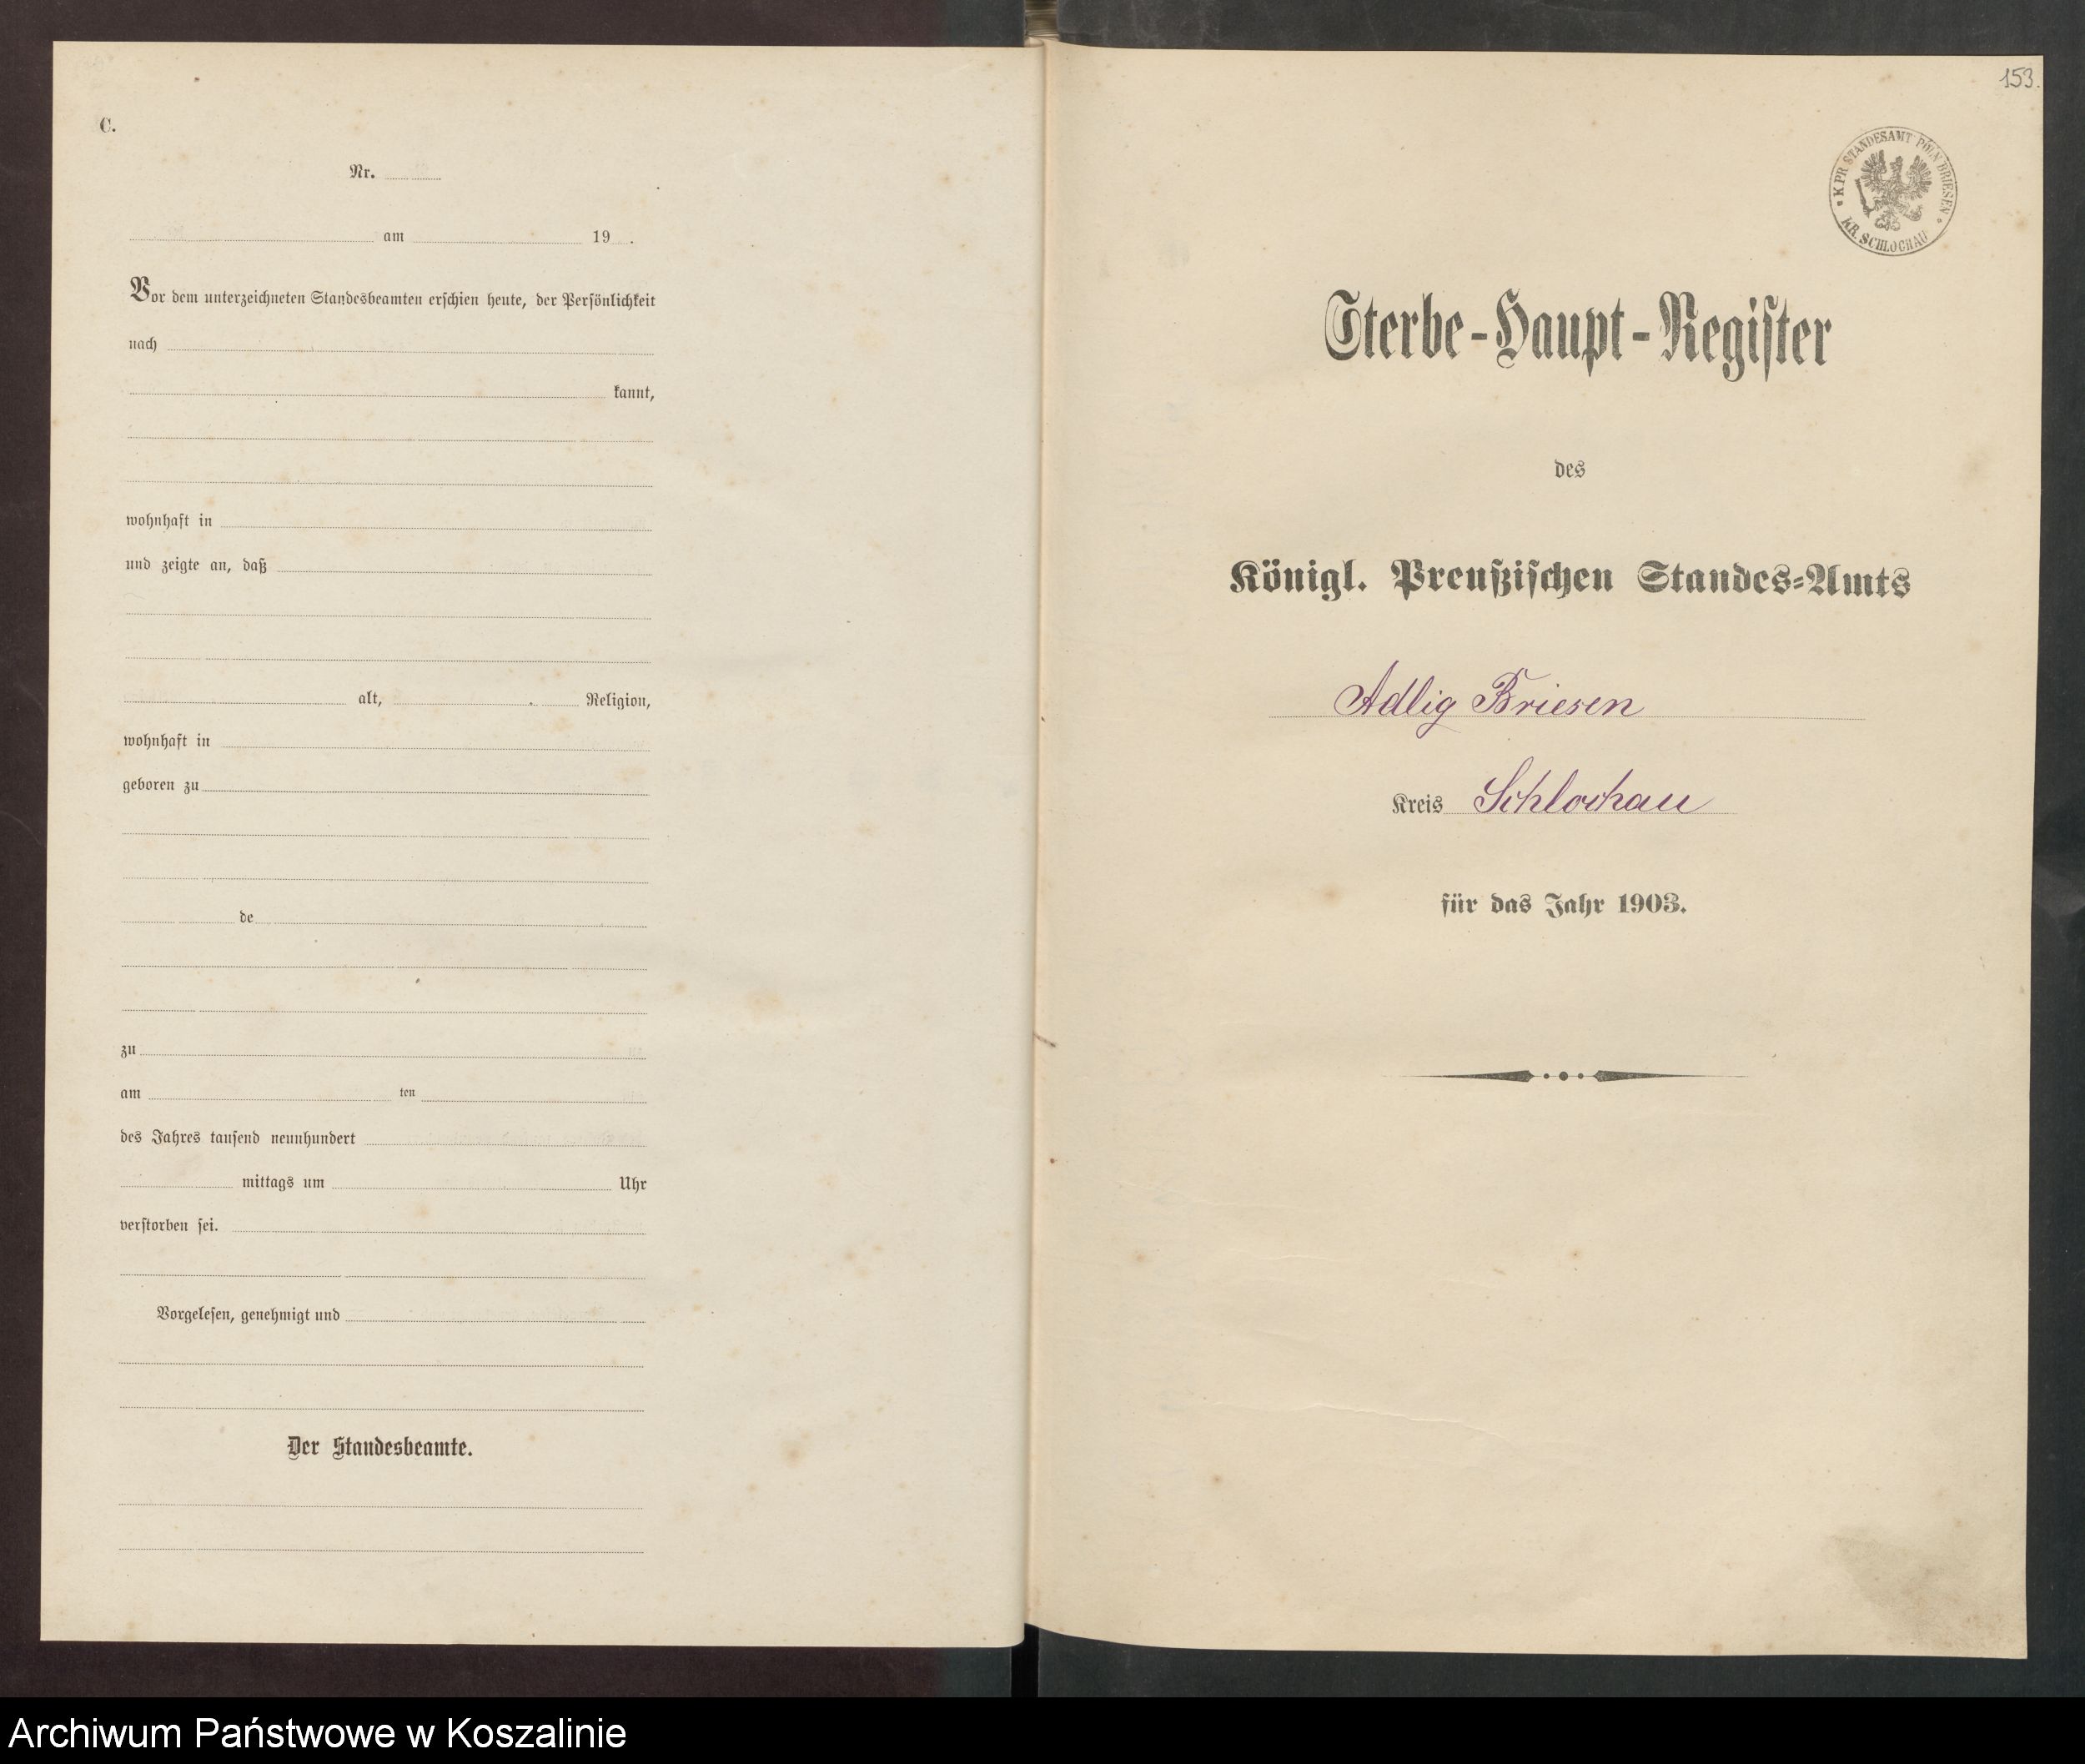 C.
Nr.
am 19 .
Vor dem unterzeichneten Standesbeamten erschien heute, der Persönlichkeit
nach
kannt,
wohnhaft in
und zeigte an, daß
alt, Religion,
wohnhaft in
geboren zu
de
zu
am ten
des Jahres tausend neunhundert
mittags um Uhr
verstorben sei.
Vorgelesen, genehmigt und
Der Standesbeamte.
153.
K. PR. STANDESAMT POLN BRIESEN
KR. SCHLOCHAU
Sterbe-Haupt-Register
des
Königl. Preußischen Standes-Amts
Adlig Briesen
Kreis Schlochau
für das Jahr 1903.
Archiwum Państwowe w Koszalinie